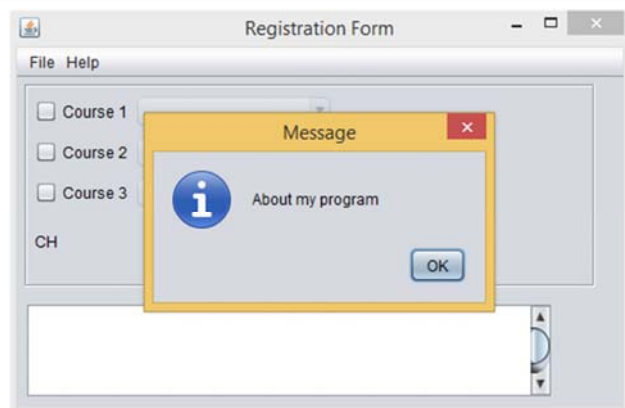 Registration Form
File Help
Course 1
Message
Course 2
About my program
Course 3
CH
OK